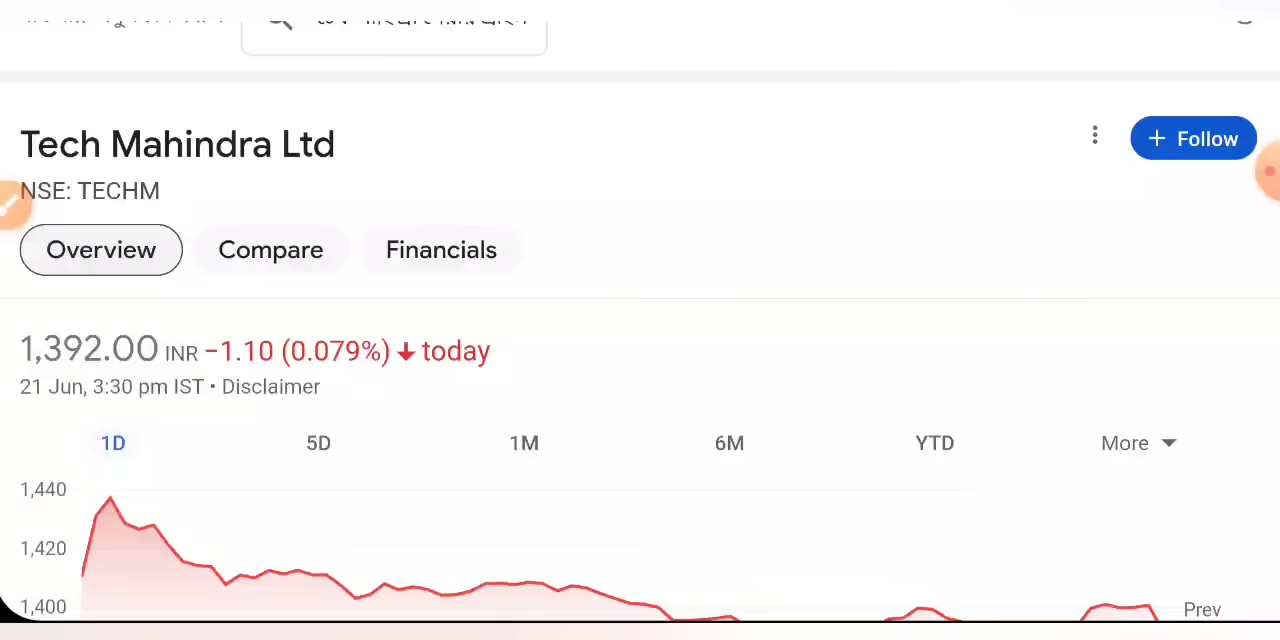 Tech Mahindra Ltd
+ Follow
NSE: TECHM
Overview Compare Financials
1,392.00 INR −1.10 (0.079%) ↓ today
21 Jun, 3:30 pm IST • Disclaimer
1D 5D 1M 6M YTD More
1,440
1,420
1,400
Prev